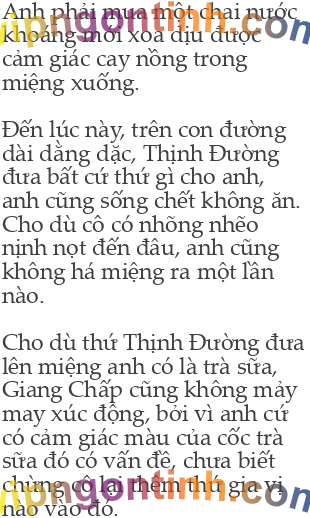 Anh phải mua một chai nước
khoáng mới xoa dịu được
cảm giác cay nồng trong
miệng xuống.
Đến lúc này, trên con đường
dài dằng dặc, Thịnh Đường
đưa bất cứ thứ gì cho anh,
anh cũng sống chết không ăn.
Cho dù cô có nhõng nhẽo
nịnh nọt đến đâu, anh cũng
không há miệng ra một lần
nào.
Cho dù thứ Thịnh Đường đưa
lên miệng anh có là trà sữa,
Giang Chấp cũng không mảy
may xúc động, bởi vì anh cứ
có cảm giác màu của cốc trà
sữa đó có vấn đề, chưa biết
chừng cô lại thêm thứ gia vị
nào vào đó.
vipngontinh.com
vipngontinh.com